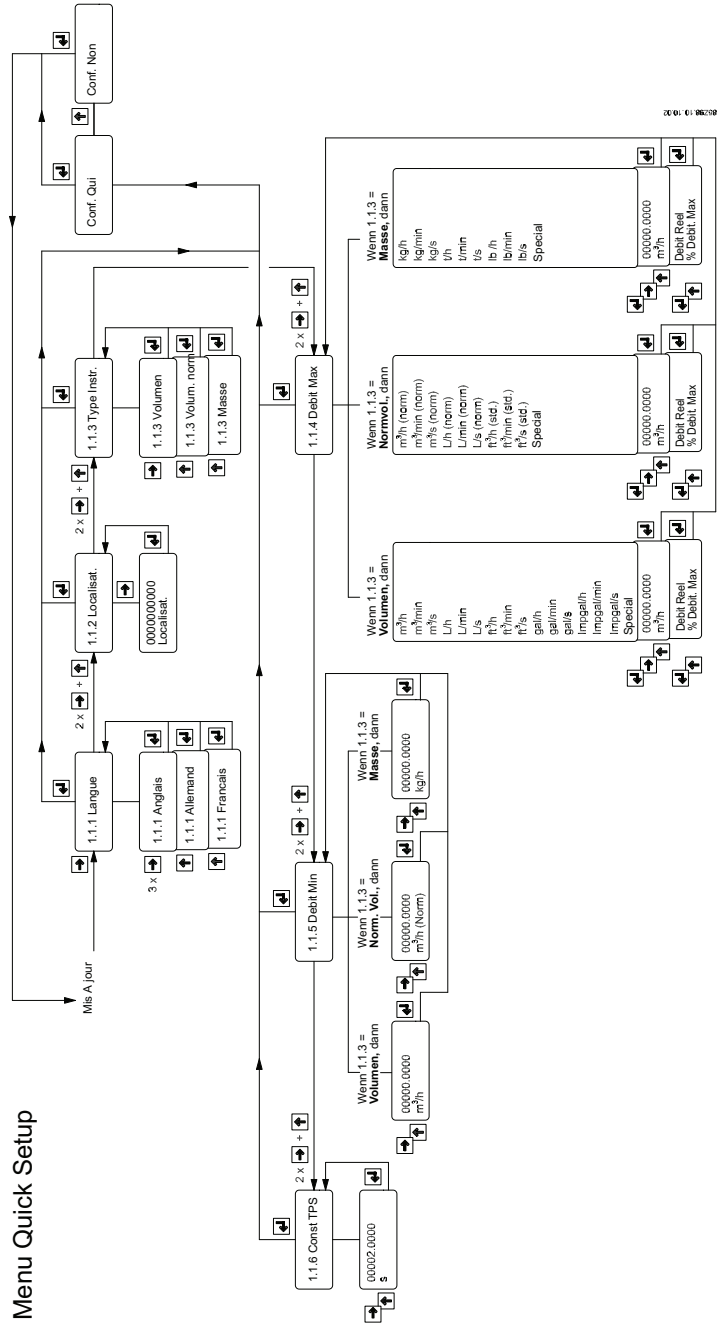 Menu Quick Setup
Mis A jour
1.1.1 Langue
3 x
1.1.1 Anglais
1.1.1 Allemand
1.1.1 Francais
2 x +
1.1.2 Localisat.
0000000000
Localisat.
2 x +
1.1.3 Type Instr.
1.1.3 Volumen
1.1.3 Volum. norm
1.1.3 Masse
Conf. Qui
Conf. Non
1.1.6 Const TPS
00002.0000
s
2 x +
1.1.5 Debit Min
Wenn 1.1.3 =
Volumen, dann
00000.0000
m³/h
Wenn 1.1.3 =
Norm. Vol., dann
00000.0000
m³/h (Norm)
Wenn 1.1.3 =
Masse, dann
00000.0000
kg/h
2 x +
1.1.4 Debit Max
2 x +
Wenn 1.1.3 =
Volumen, dann
m³/h
m³/min
m³/s
L/h
L/min
L/s
ft³/h
ft³/min
ft³/s
gal/h
gal/min
gal/s
Impgal/h
Impgal/min
Impgal/s
Special
00000.0000
m³/h
Debit Reel
% Debit. Max
Wenn 1.1.3 =
Normvol., dann
m³/h (norm)
m³/min (norm)
m³/s (norm)
L/h (norm)
L/min (norm)
L/s (norm)
ft³/h (std.)
ft³/min (std.)
ft³/s (std.)
Special
00000.0000
m³/h
Debit Reel
% Debit. Max
Wenn 1.1.3 =
Masse, dann
kg/h
kg/min
kg/s
t/h
t/min
t/s
lb /h
lb/min
lb/s
Special
00000.0000
m³/h
Debit Reel
% Debit. Max